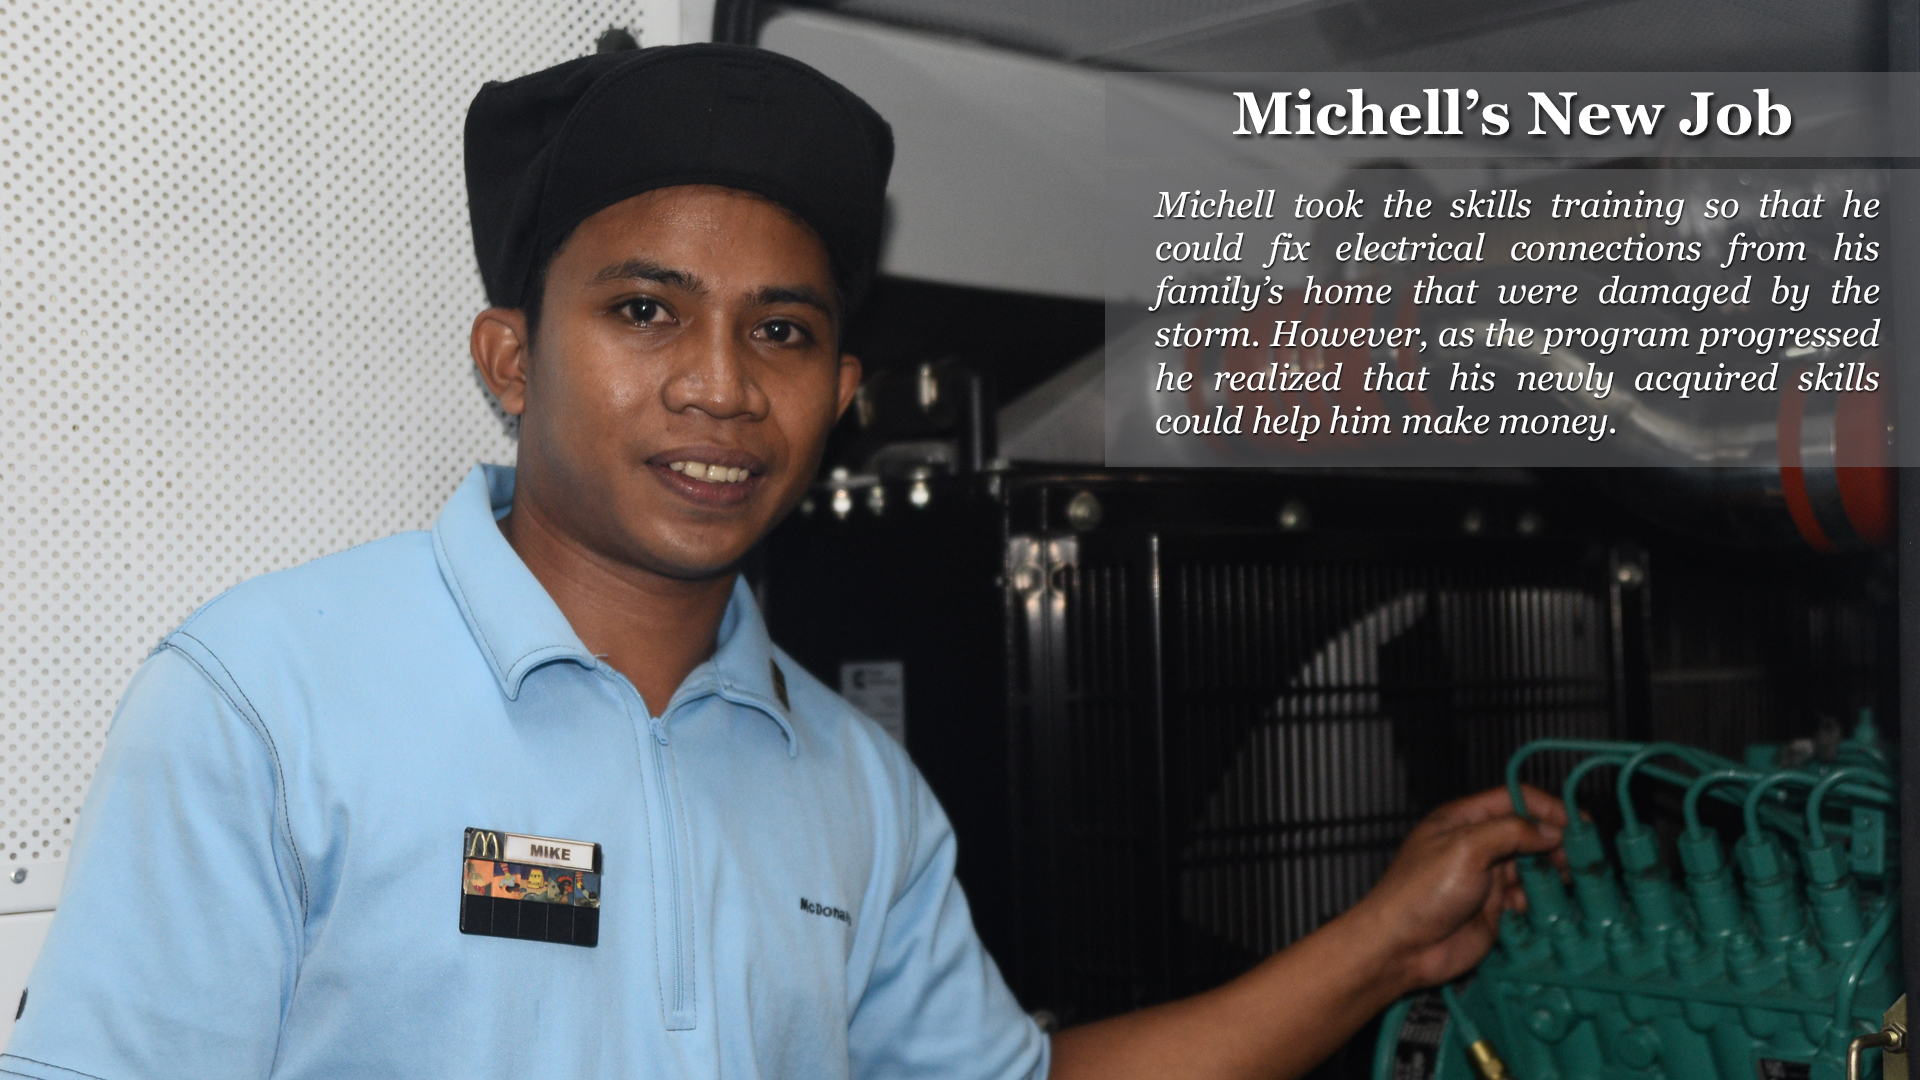 Michell’s New Job
Michell took the skills training so that he
could fix electrical connections from his
family’s home that were damaged by the
storm. However, as the program progressed
he realized that his newly acquired skills
could help him make money.
MIKE